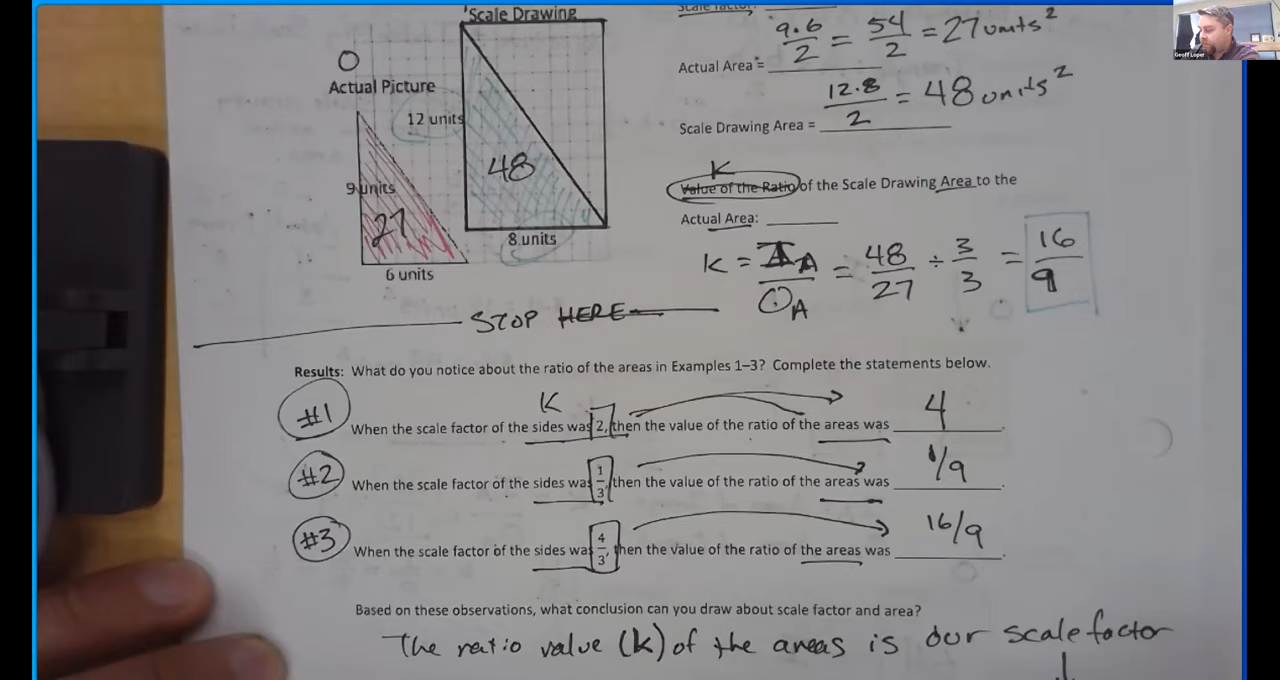 'Scale Drawing
Scale factor:
9.6/2 = 54/2 = 27 units²
O
Actual Picture
Actual Area =
12.8/2 = 48 units²
12 units
Scale Drawing Area =
48
K
Value of the Ratio of the Scale Drawing Area to the
9 units
27
Actual Area:
8 units
6 units
K = IA/OA = 48/27 ÷ 3/3 = 16/9
STOP HERE
Results: What do you notice about the ratio of the areas in Examples 1–3? Complete the statements below.
K
#1 When the scale factor of the sides was 2, then the value of the ratio of the areas was 4.
#2 When the scale factor of the sides was 1/3, then the value of the ratio of the areas was 1/9.
#3 When the scale factor of the sides was 4/3, then the value of the ratio of the areas was 16/9.
Based on these observations, what conclusion can you draw about scale factor and area?
The ratio value (k) of the areas is our scale factor
Geoff Loper